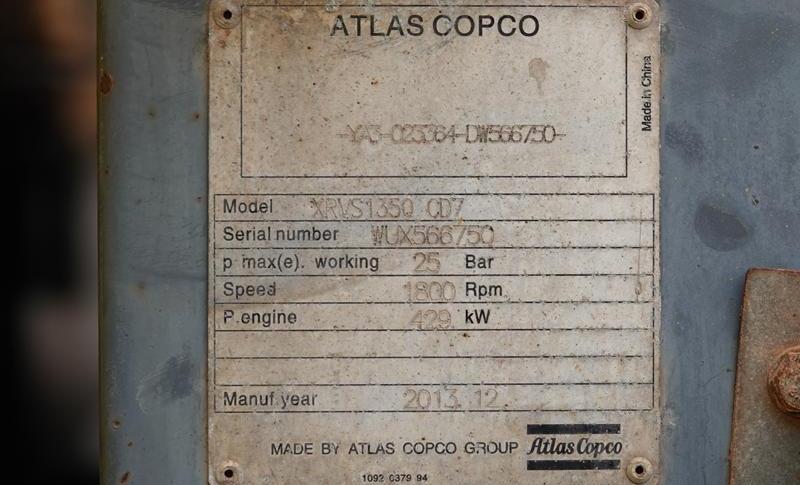 ATLAS COPCO
Made in China
-YA3-023364-DW566750-
Model XRVS1350 CD7
Serial number WUX566750
p max(e). working 25 Bar
Speed 1800 Rpm
P.engine 429 kW
Manuf year 2013.12
MADE BY ATLAS COPCO GROUP Atlas Copco
1092 0379 94